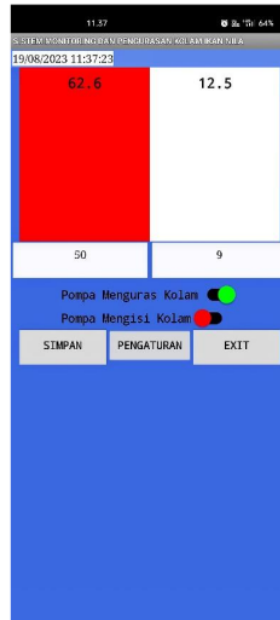 11.37 64%
SISTEM MONITORING DAN PENGURASAN KOLAM IKAN NILA
19/08/2023 11:37:23
62.6 12.5
50 9
Pompa Menguras Kolam
Pompa Mengisi Kolam
SIMPAN PENGATURAN EXIT